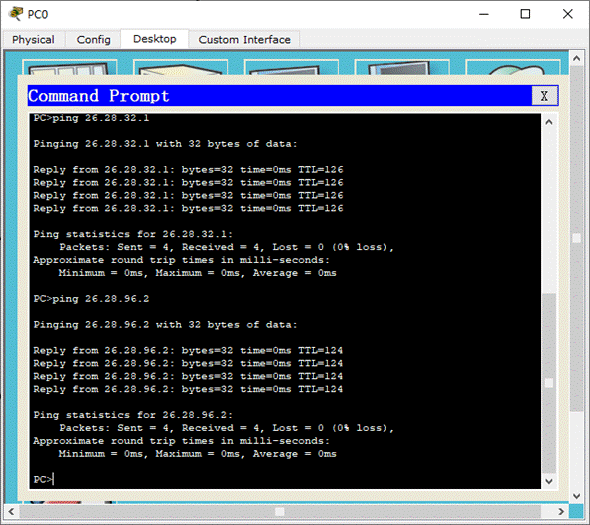 PC0
Physical Config Desktop Custom Interface
Command Prompt X
PC>ping 26.28.32.1
Pinging 26.28.32.1 with 32 bytes of data:
Reply from 26.28.32.1: bytes=32 time=0ms TTL=126
Reply from 26.28.32.1: bytes=32 time=0ms TTL=126
Reply from 26.28.32.1: bytes=32 time=0ms TTL=126
Reply from 26.28.32.1: bytes=32 time=0ms TTL=126
Ping statistics for 26.28.32.1:
Packets: Sent = 4, Received = 4, Lost = 0 (0% loss),
Approximate round trip times in milli-seconds:
Minimum = 0ms, Maximum = 0ms, Average = 0ms
PC>ping 26.28.96.2
Pinging 26.28.96.2 with 32 bytes of data:
Reply from 26.28.96.2: bytes=32 time=0ms TTL=124
Reply from 26.28.96.2: bytes=32 time=0ms TTL=124
Reply from 26.28.96.2: bytes=32 time=0ms TTL=124
Reply from 26.28.96.2: bytes=32 time=0ms TTL=124
Ping statistics for 26.28.96.2:
Packets: Sent = 4, Received = 4, Lost = 0 (0% loss),
Approximate round trip times in milli-seconds:
Minimum = 0ms, Maximum = 0ms, Average = 0ms
PC>